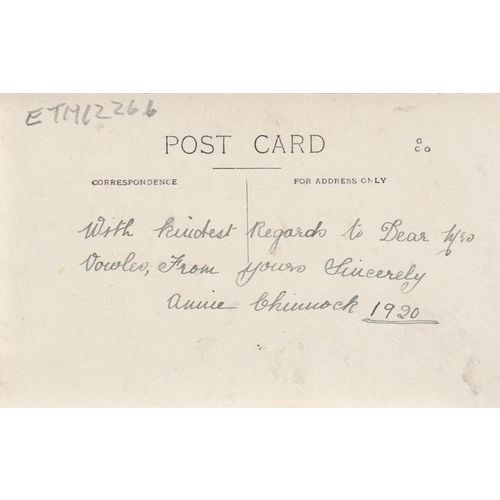 ETM12266
POST CARD
G
CO
CORRESPONDENCE
FOR ADDRESS ONLY
With kindest Regards to Dear Mrs
Vowles, From yours Sincerely
Annie Chinnock 1920